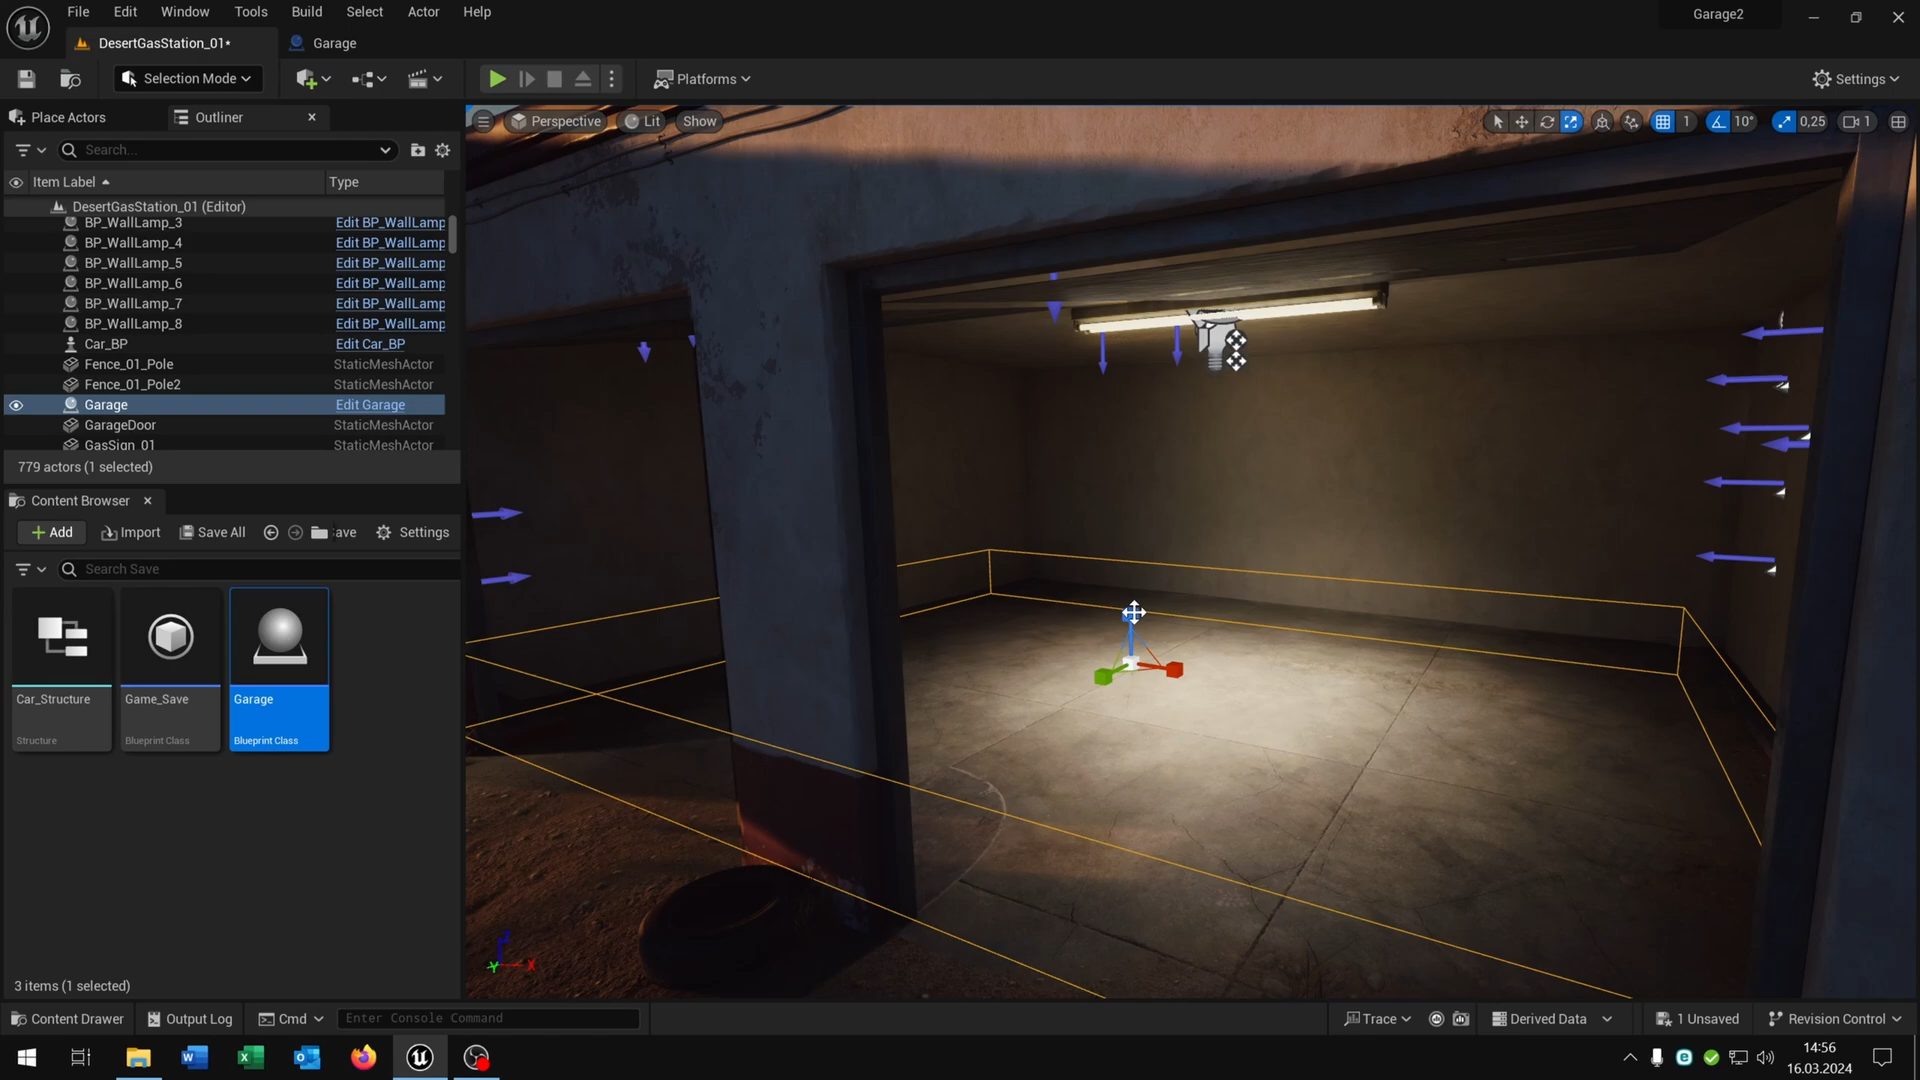 File Edit Window Tools Build Select Actor Help
Garage2
DesertGasStation_01*
Garage
Selection Mode
Platforms
Settings
Place Actors
Outliner
Perspective
Lit
Show
1
10°
0,25
1
Search...
Item Label
Type
DesertGasStation_01 (Editor)
BP_WallLamp_3 Edit BP_WallLamp
BP_WallLamp_4 Edit BP_WallLamp
BP_WallLamp_5 Edit BP_WallLamp
BP_WallLamp_6 Edit BP_WallLamp
BP_WallLamp_7 Edit BP_WallLamp
BP_WallLamp_8 Edit BP_WallLamp
Car_BP Edit Car_BP
Fence_01_Pole StaticMeshActor
Fence_01_Pole2 StaticMeshActor
Garage Edit Garage
GarageDoor StaticMeshActor
GasSign_01 StaticMeshActor
779 actors (1 selected)
Content Browser
Add
Import
Save All
ave
Settings
Search Save
Car_Structure
Structure
Game_Save
Blueprint Class
Garage
Blueprint Class
3 items (1 selected)
Z
Y
X
Content Drawer
Output Log
Cmd
Enter Console Command
Trace
Derived Data
1 Unsaved
Revision Control
14:56
16.03.2024